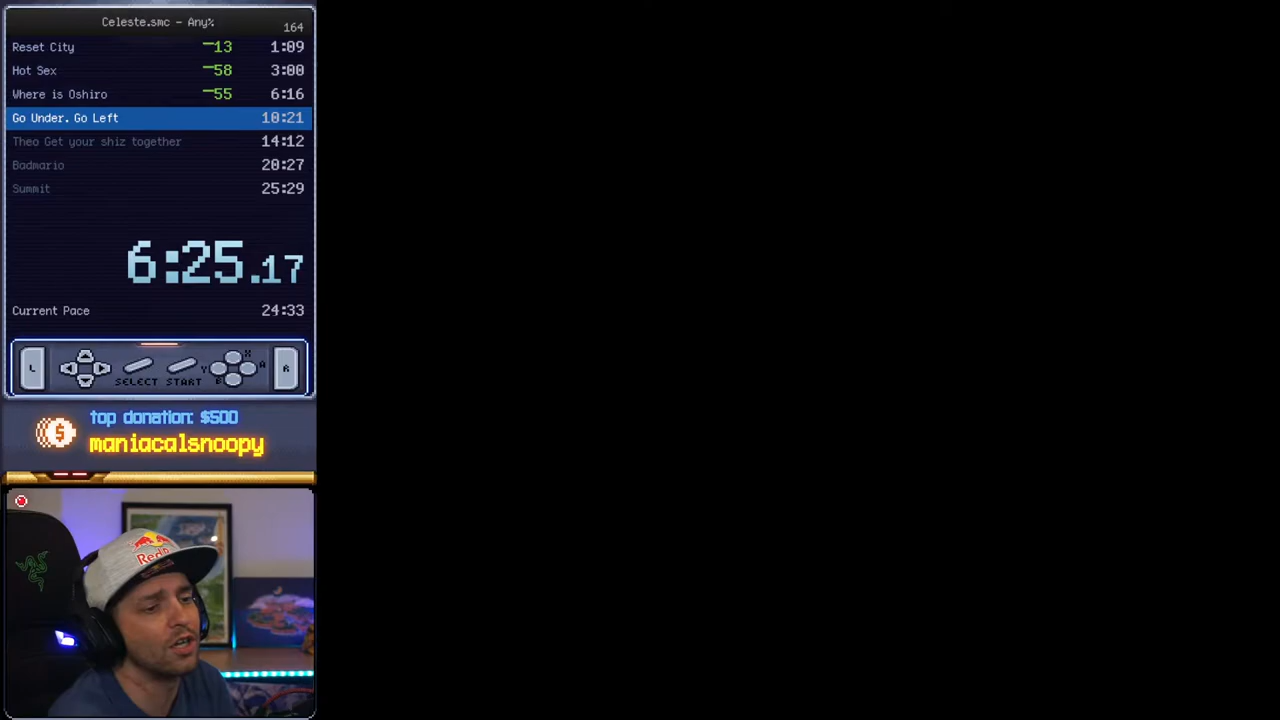 Celeste.smc - Any%
164
Reset City -13 1:09
Hot Sex -58 3:00
Where is Oshiro -55 6:16
Go Under. Go Left 10:21
Theo Get your shiz together 14:12
Badmario 20:27
Summit 25:29
6:25.17
Current Pace 24:33
L SELECT START Y X B A R
top donation: $500
maniacalsnoopy